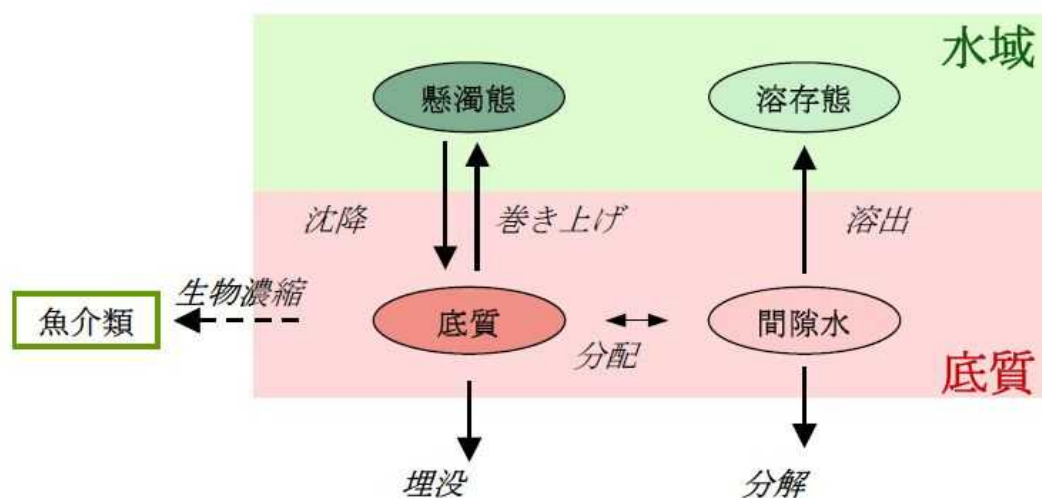 水域
懸濁態
溶存態
沈降
巻き上げ
溶出
生物濃縮
魚介類
底質
間隙水
分配
底質
埋没
分解